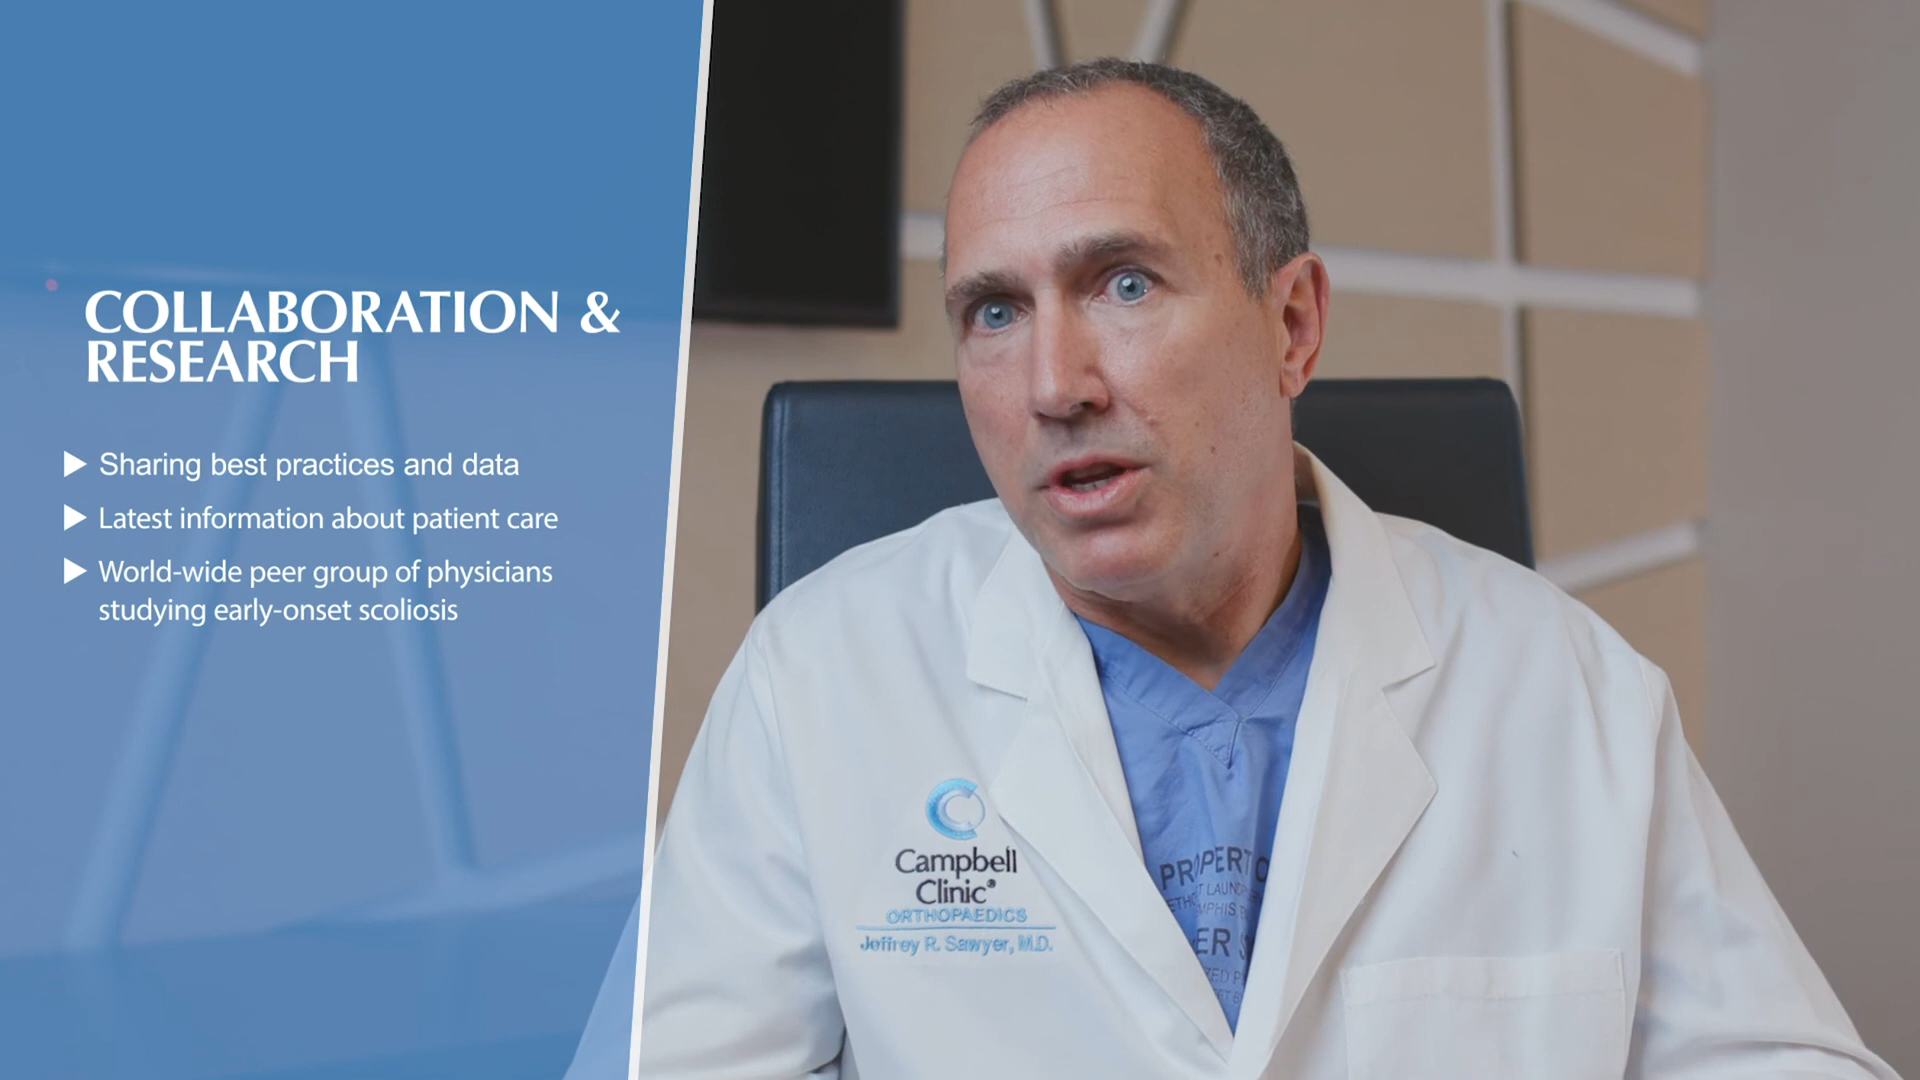 COLLABORATION &
RESEARCH
Sharing best practices and data
Latest information about patient care
World-wide peer group of physicians
studying early-onset scoliosis
Campbell
Clinic®
ORTHOPAEDICS
Jeffrey R. Sawyer, M.D.